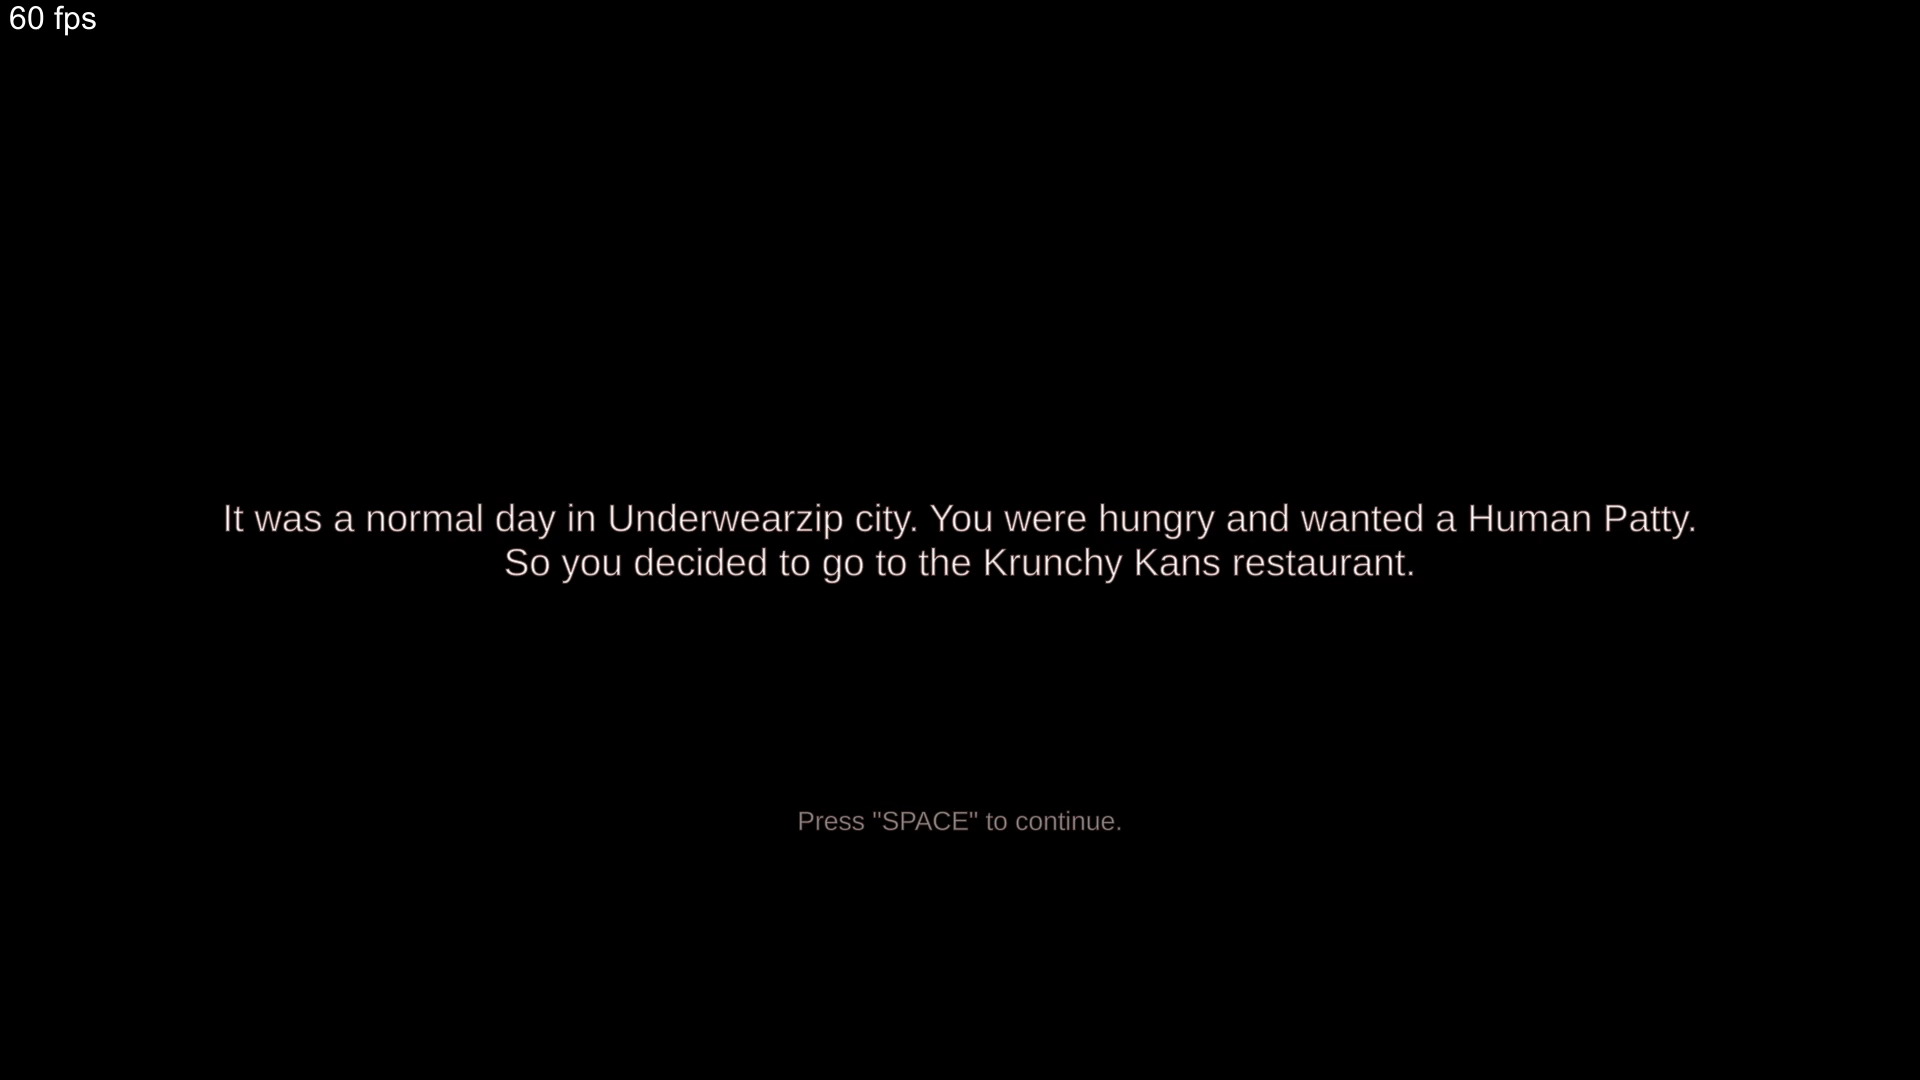 60 fps
It was a normal day in Underwearzip city. You were hungry and wanted a Human Patty.
So you decided to go to the Krunchy Kans restaurant.
Press "SPACE" to continue.